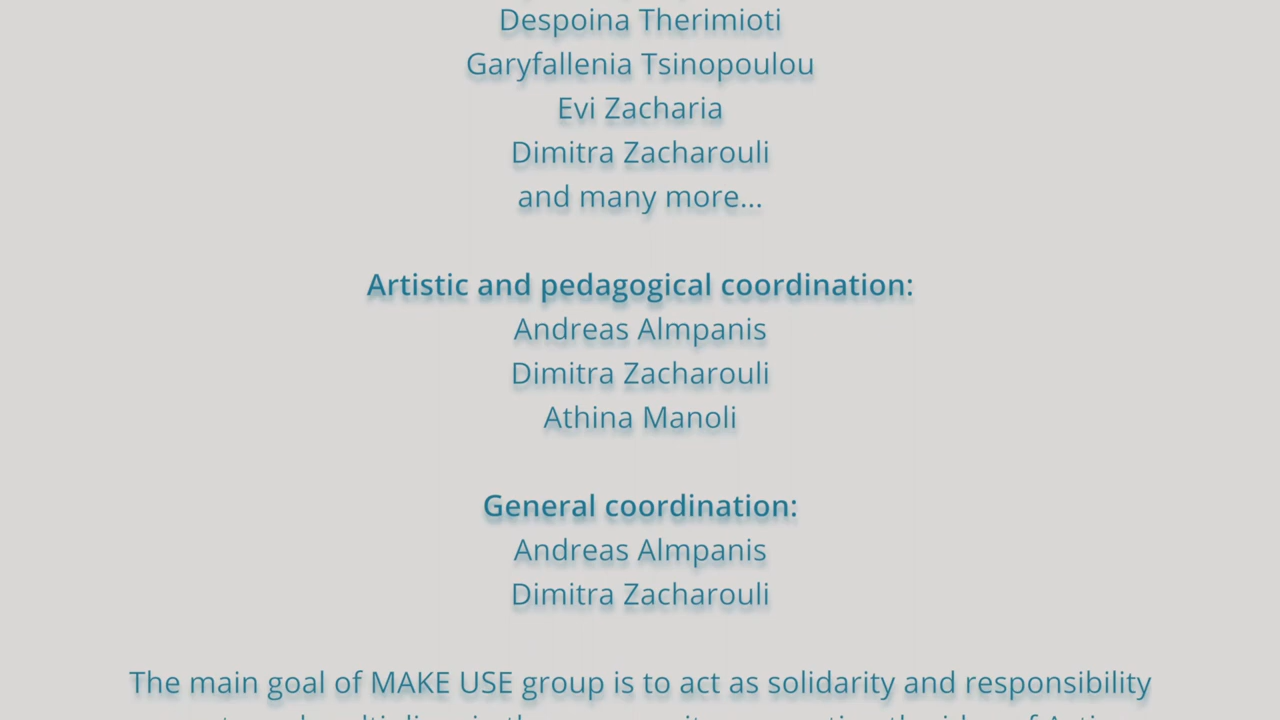 Despoina Therimioti
Garyfallenia Tsinopoulou
Evi Zacharia
Dimitra Zacharouli
and many more...
Artistic and pedagogical coordination:
Andreas Almpanis
Dimitra Zacharouli
Athina Manoli
General coordination:
Andreas Almpanis
Dimitra Zacharouli
The main goal of MAKE USE group is to act as solidarity and responsibility